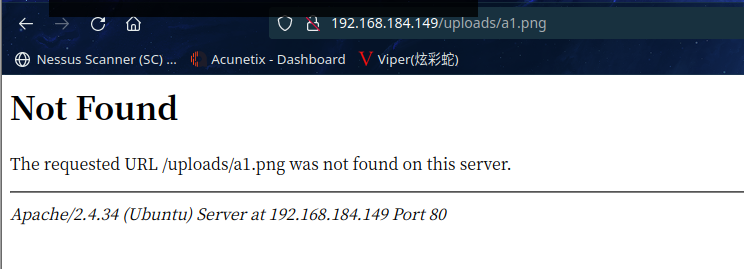 192.168.184.149/uploads/a1.png
Nessus Scanner (SC) ... Acunetix - Dashboard Viper(炫彩蛇)
Not Found
The requested URL /uploads/a1.png was not found on this server.
Apache/2.4.34 (Ubuntu) Server at 192.168.184.149 Port 80